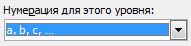 Нумерация для этого уровня:
a, b, c, ...